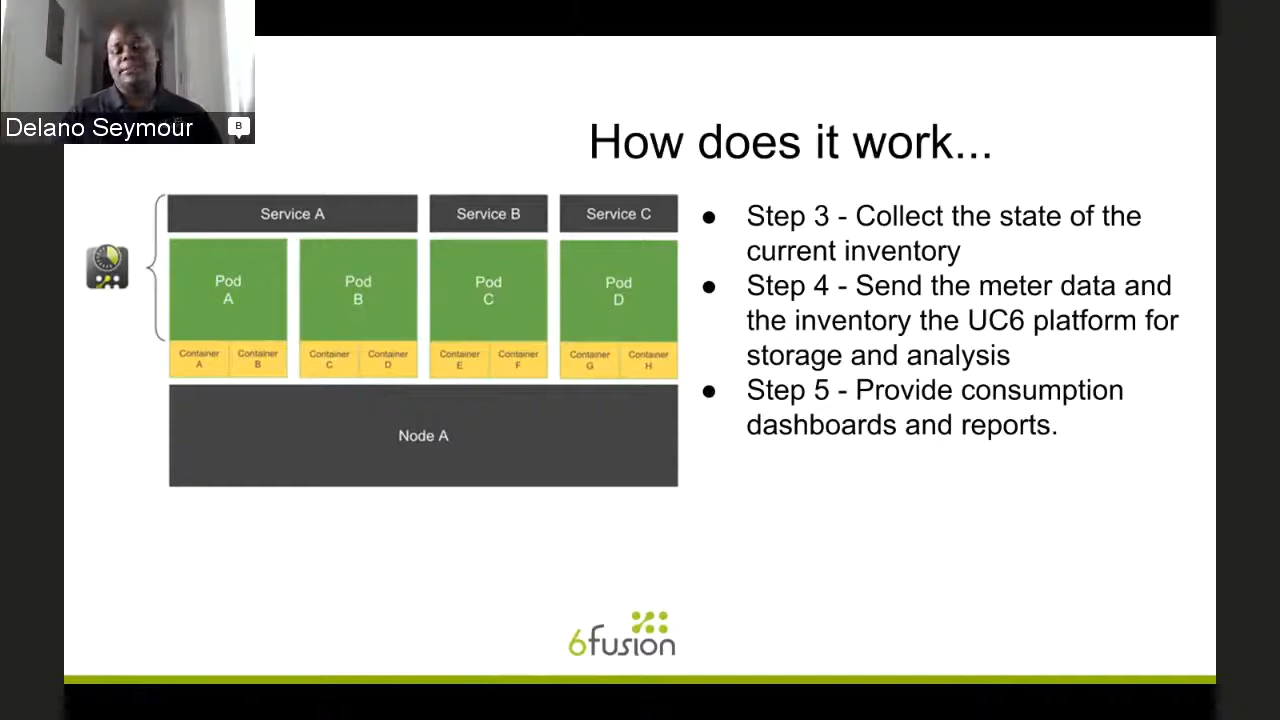 Delano Seymour
B
How does it work...
Service A
Service B
Service C
Pod
A
Pod
B
Pod
C
Pod
D
Container
A
Container
B
Container
C
Container
D
Container
E
Container
F
Container
G
Container
H
Node A
● Step 3 - Collect the state of the
current inventory
● Step 4 - Send the meter data and
the inventory the UC6 platform for
storage and analysis
● Step 5 - Provide consumption
dashboards and reports.
6fusion